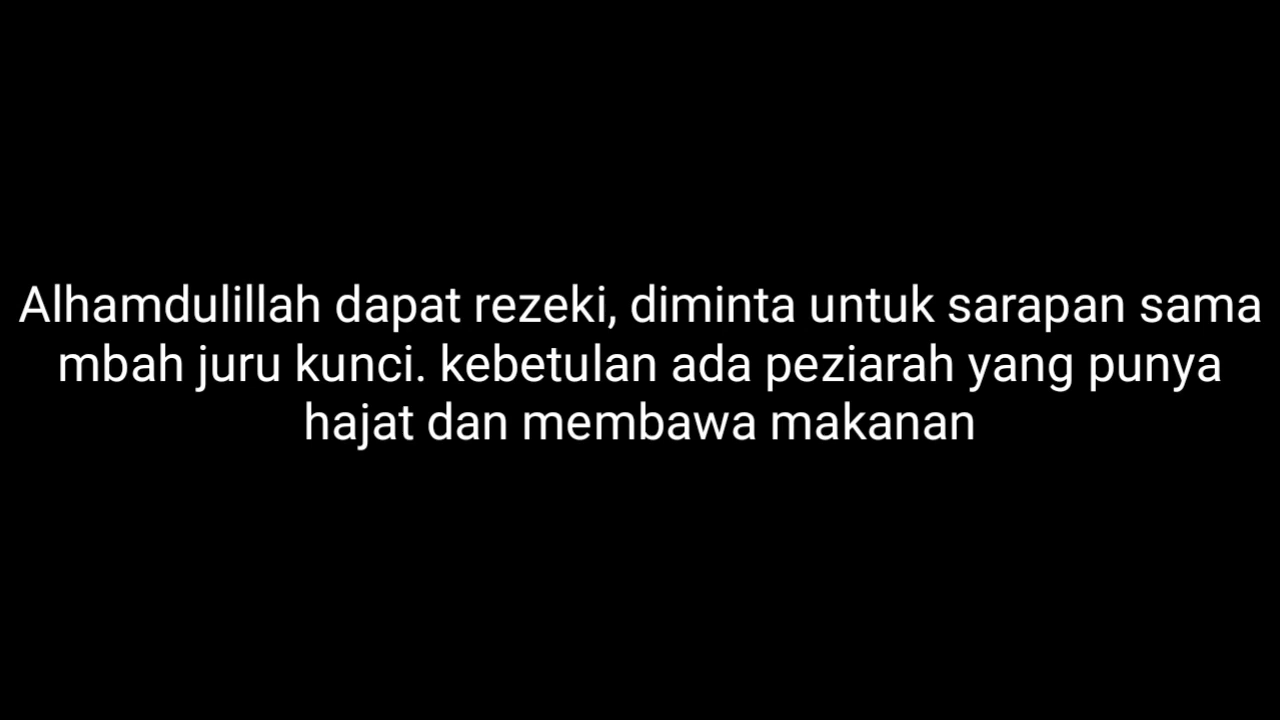 Alhamdulillah dapat rezeki, diminta untuk sarapan sama
mbah juru kunci. kebetulan ada peziarah yang punya
hajat dan membawa makanan